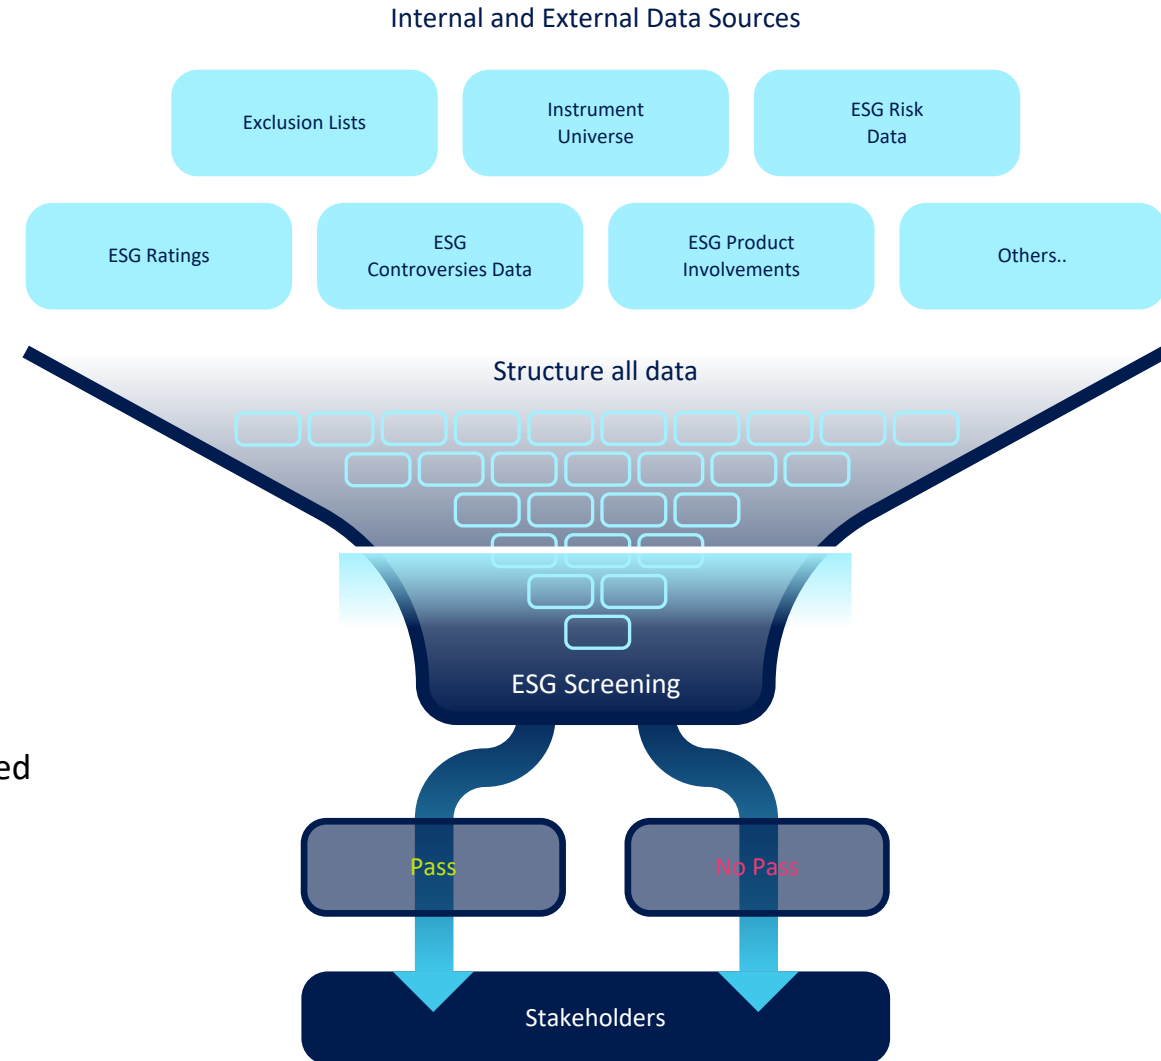 Internal and External Data Sources
Exclusion Lists
Instrument
Universe
ESG Risk
Data
ESG Ratings
ESG
Controversies Data
ESG Product
Involvements
Others..
Structure all data
ESG Screening
ed
Pass
No Pass
Stakeholders